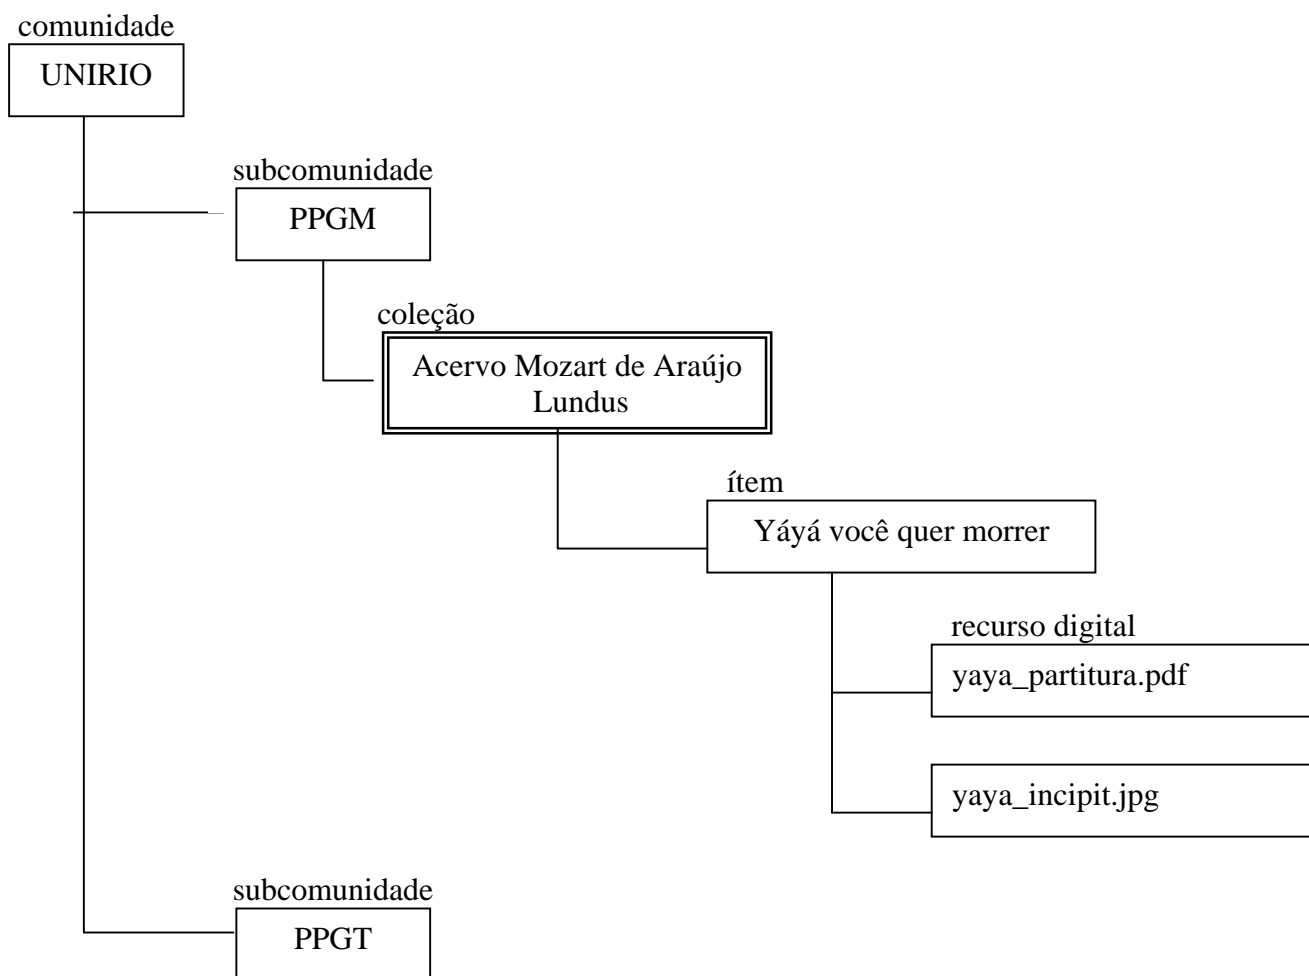 comunidade
UNIRIO
subcomunidade
PPGM
coleção
Acervo Mozart de Araújo
Lundus
ítem
Yáyá você quer morrer
recurso digital
yaya_partitura.pdf
yaya_incipit.jpg
subcomunidade
PPGT